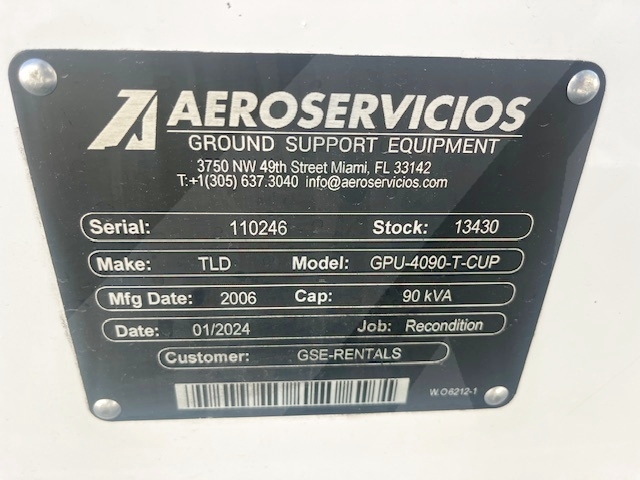 AEROSERVICIOS
GROUND SUPPORT EQUIPMENT
3750 NW 49th Street Miami, FL 33142
T:+1(305) 637.3040 info@aeroservicios.com
Serial: 110246 Stock: 13430
Make: TLD Model: GPU-4090-T-CUP
Mfg Date: 2006 Cap: 90 kVA
Date: 01/2024 Job: Recondition
Customer: GSE-RENTALS
W.O6212-1